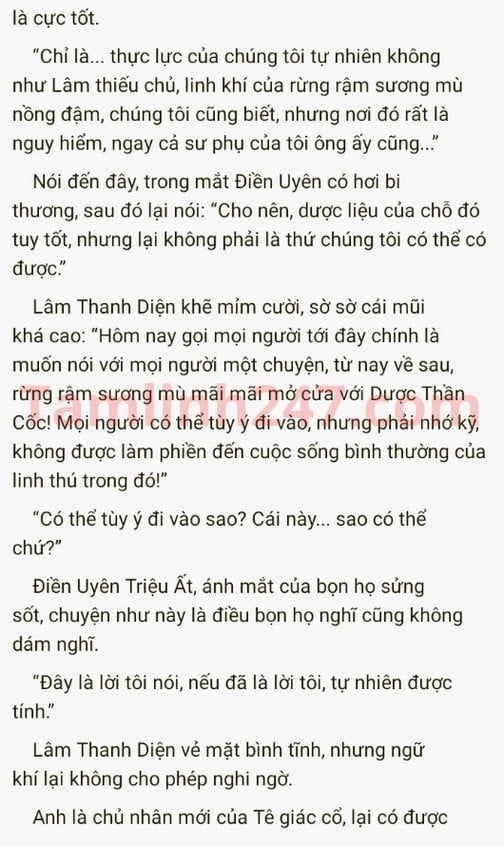 là cực tốt.
“Chỉ là... thực lực của chúng tôi tự nhiên không
như Lâm thiếu chủ, linh khí của rừng rậm sương mù
nồng đậm, chúng tôi cũng biết, nhưng nơi đó rất là
nguy hiểm, ngay cả sư phụ của tôi ông ấy cũng...”
Nói đến đây, trong mắt Điền Uyên có hơi bi
thương, sau đó lại nói: “Cho nên, dược liệu của chỗ đó
tuy tốt, nhưng lại không phải là thứ chúng tôi có thể có
được.”
Lâm Thanh Diện khẽ mỉm cười, sờ sờ cái mũi
khá cao: “Hôm nay gọi mọi người tới đây chính là
muốn nói với mọi người một chuyện, từ nay về sau,
rừng rậm sương mù mãi mãi mở cửa với Dược Thần
Tamlinh247.com
Cốc! Mọi người có thể tùy ý đi vào, nhưng phải nhớ kỹ,
không được làm phiền đến cuộc sống bình thường của
linh thú trong đó!”
“Có thể tùy ý đi vào sao? Cái này... sao có thể
chứ?”
Điền Uyên Triệu Ất, ánh mắt của bọn họ sửng
sốt, chuyện như này là điều bọn họ nghĩ cũng không
dám nghĩ.
“Đây là lời tôi nói, nếu đã là lời tôi, tự nhiên được
tính.”
Lâm Thanh Diện vẻ mặt bình tĩnh, nhưng ngữ
khí lại không cho phép nghi ngờ.
Anh là chủ nhân mới của Tê giác cổ, lại có được